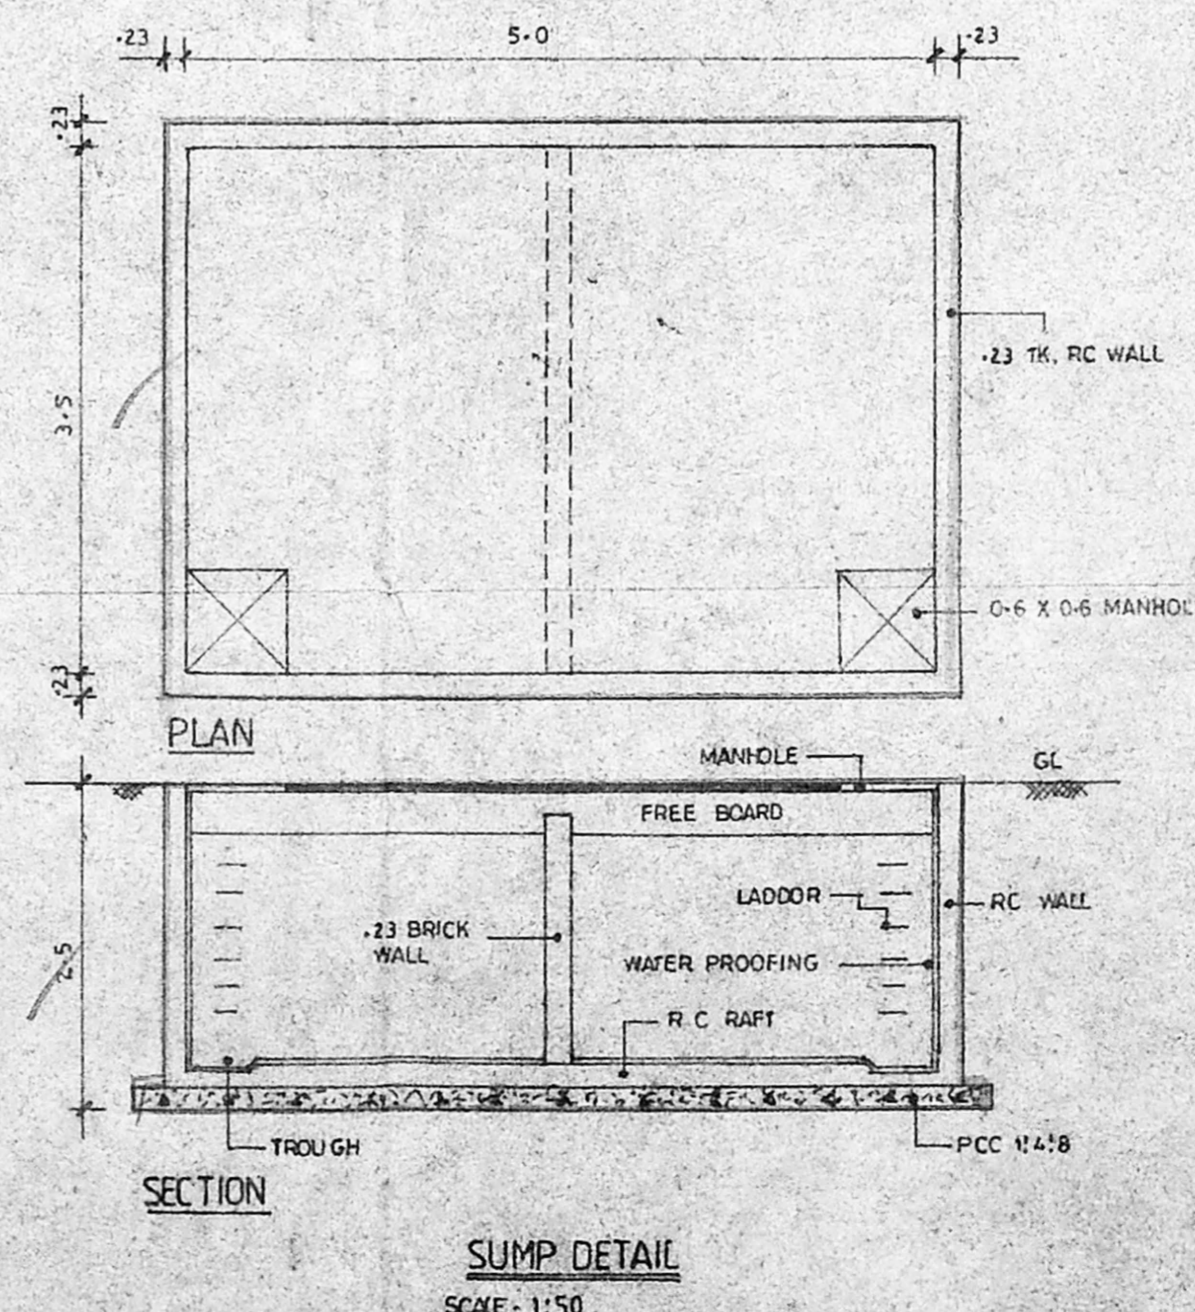 .23
5.0
.23
.23
3.5
.23
.23 TK. RC WALL
0.6 X 0.6 MANHOL
PLAN
MANHOLE
GL
FREE BOARD
LADDOR
RC WALL
.23 BRICK
WALL
WATER PROOFING
R C RAFT
TROUGH
PCC 1:4:8
SECTION
SUMP DETAIL
SCALE - 1:50